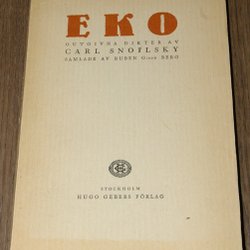 EKO
OUTGIVNA DIKTER AV
CARL SNOILSKY
SAMLADE AV RUBEN G:SON BERG
STOCKHOLM
HUGO GEBERS FÖRLAG